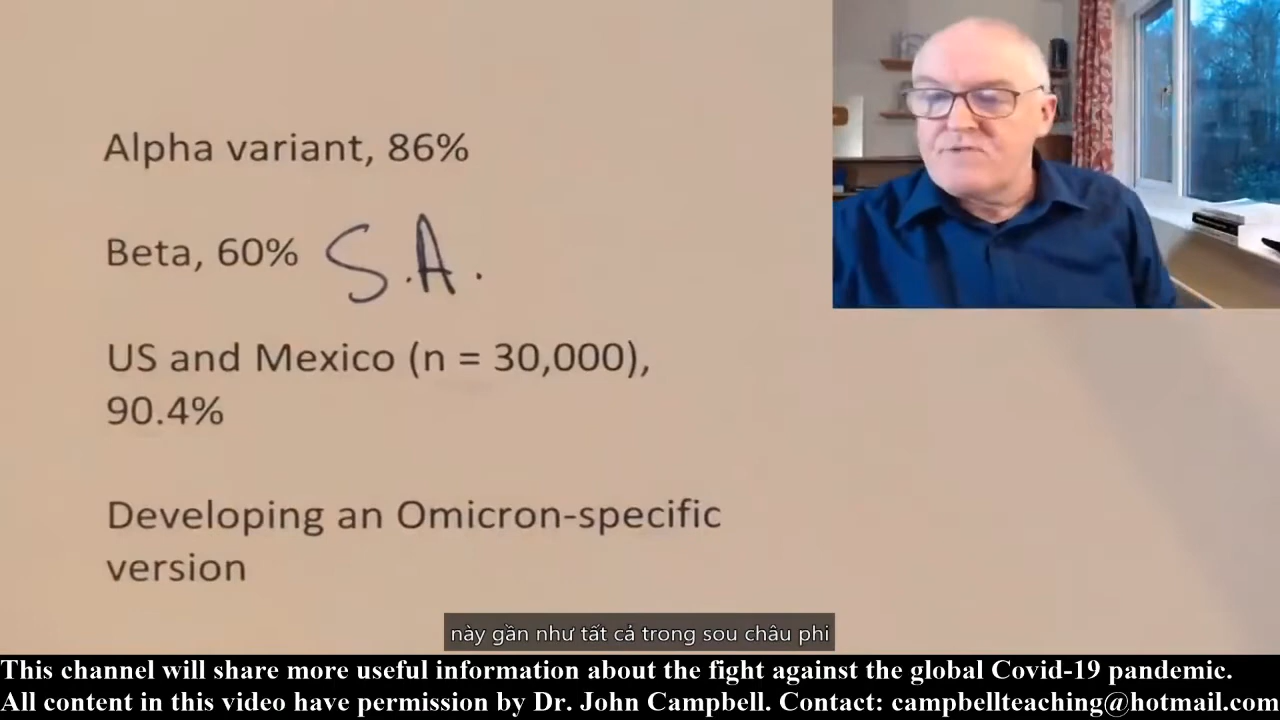 Alpha variant, 86%
Beta, 60% S.A.
US and Mexico (n = 30,000),
90.4%
Developing an Omicron-specific
version
này gần như tất cả trong sou châu phi
This channel will share more useful information about the fight against the global Covid-19 pandemic.
All content in this video have permission by Dr. John Campbell. Contact: campbellteaching@hotmail.com